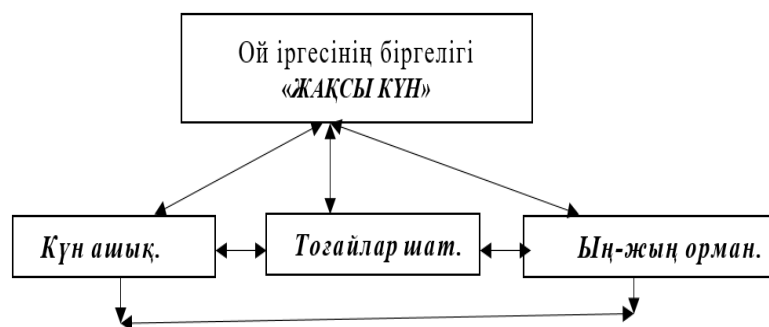 Ой іргесінің біргелігі
«ЖАҚСЫ КҮН»
Күн ашық.
Тоғайлар шат.
Ың-жың орман.